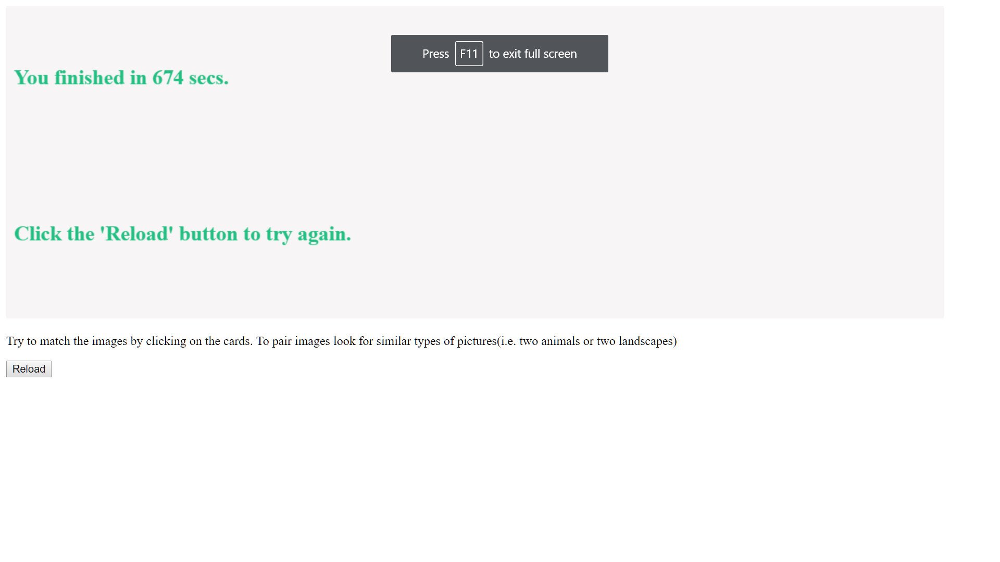 Press F11 to exit full screen
You finished in 674 secs.
Click the 'Reload' button to try again.
Try to match the images by clicking on the cards. To pair images look for similar types of pictures(i.e. two animals or two landscapes)
Reload